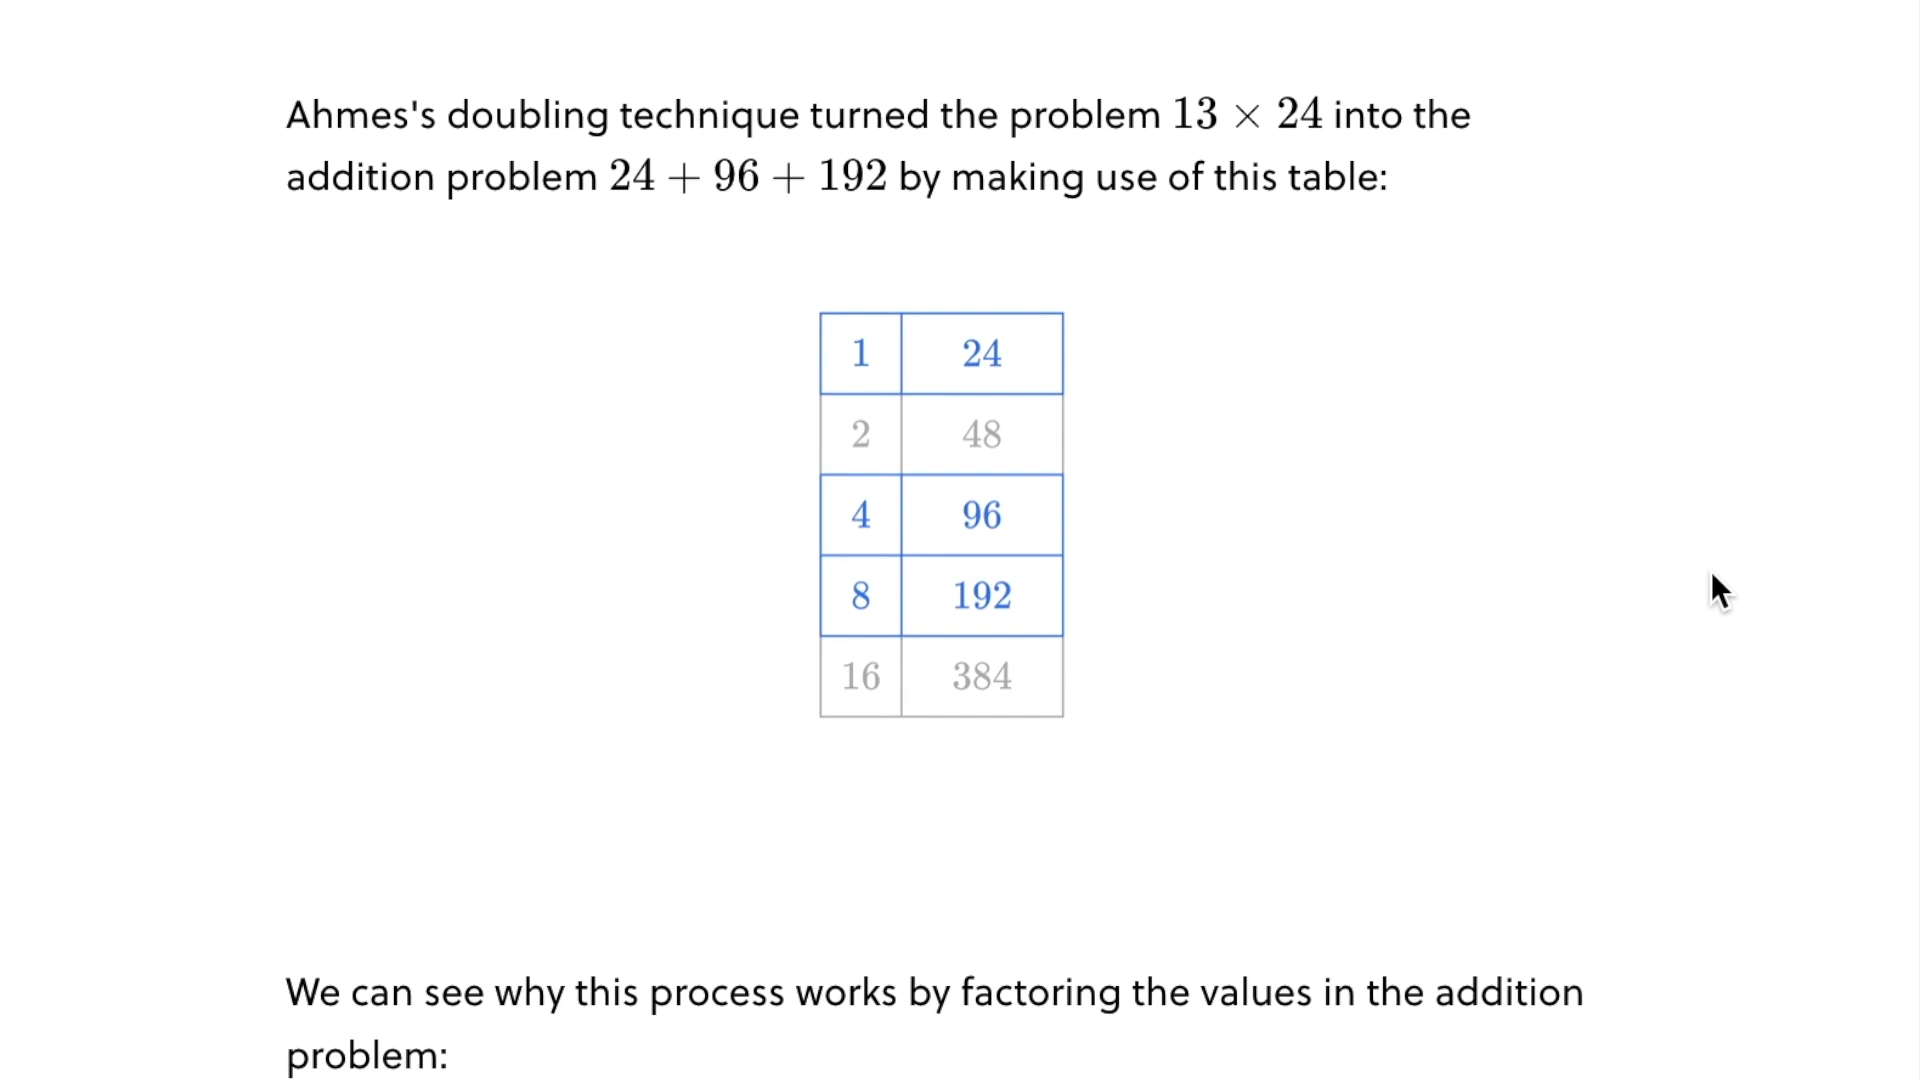 Ahmes's doubling technique turned the problem 13 × 24 into the
addition problem 24 + 96 + 192 by making use of this table:
1 24
2 48
4 96
8 192
16 384
We can see why this process works by factoring the values in the addition
problem: